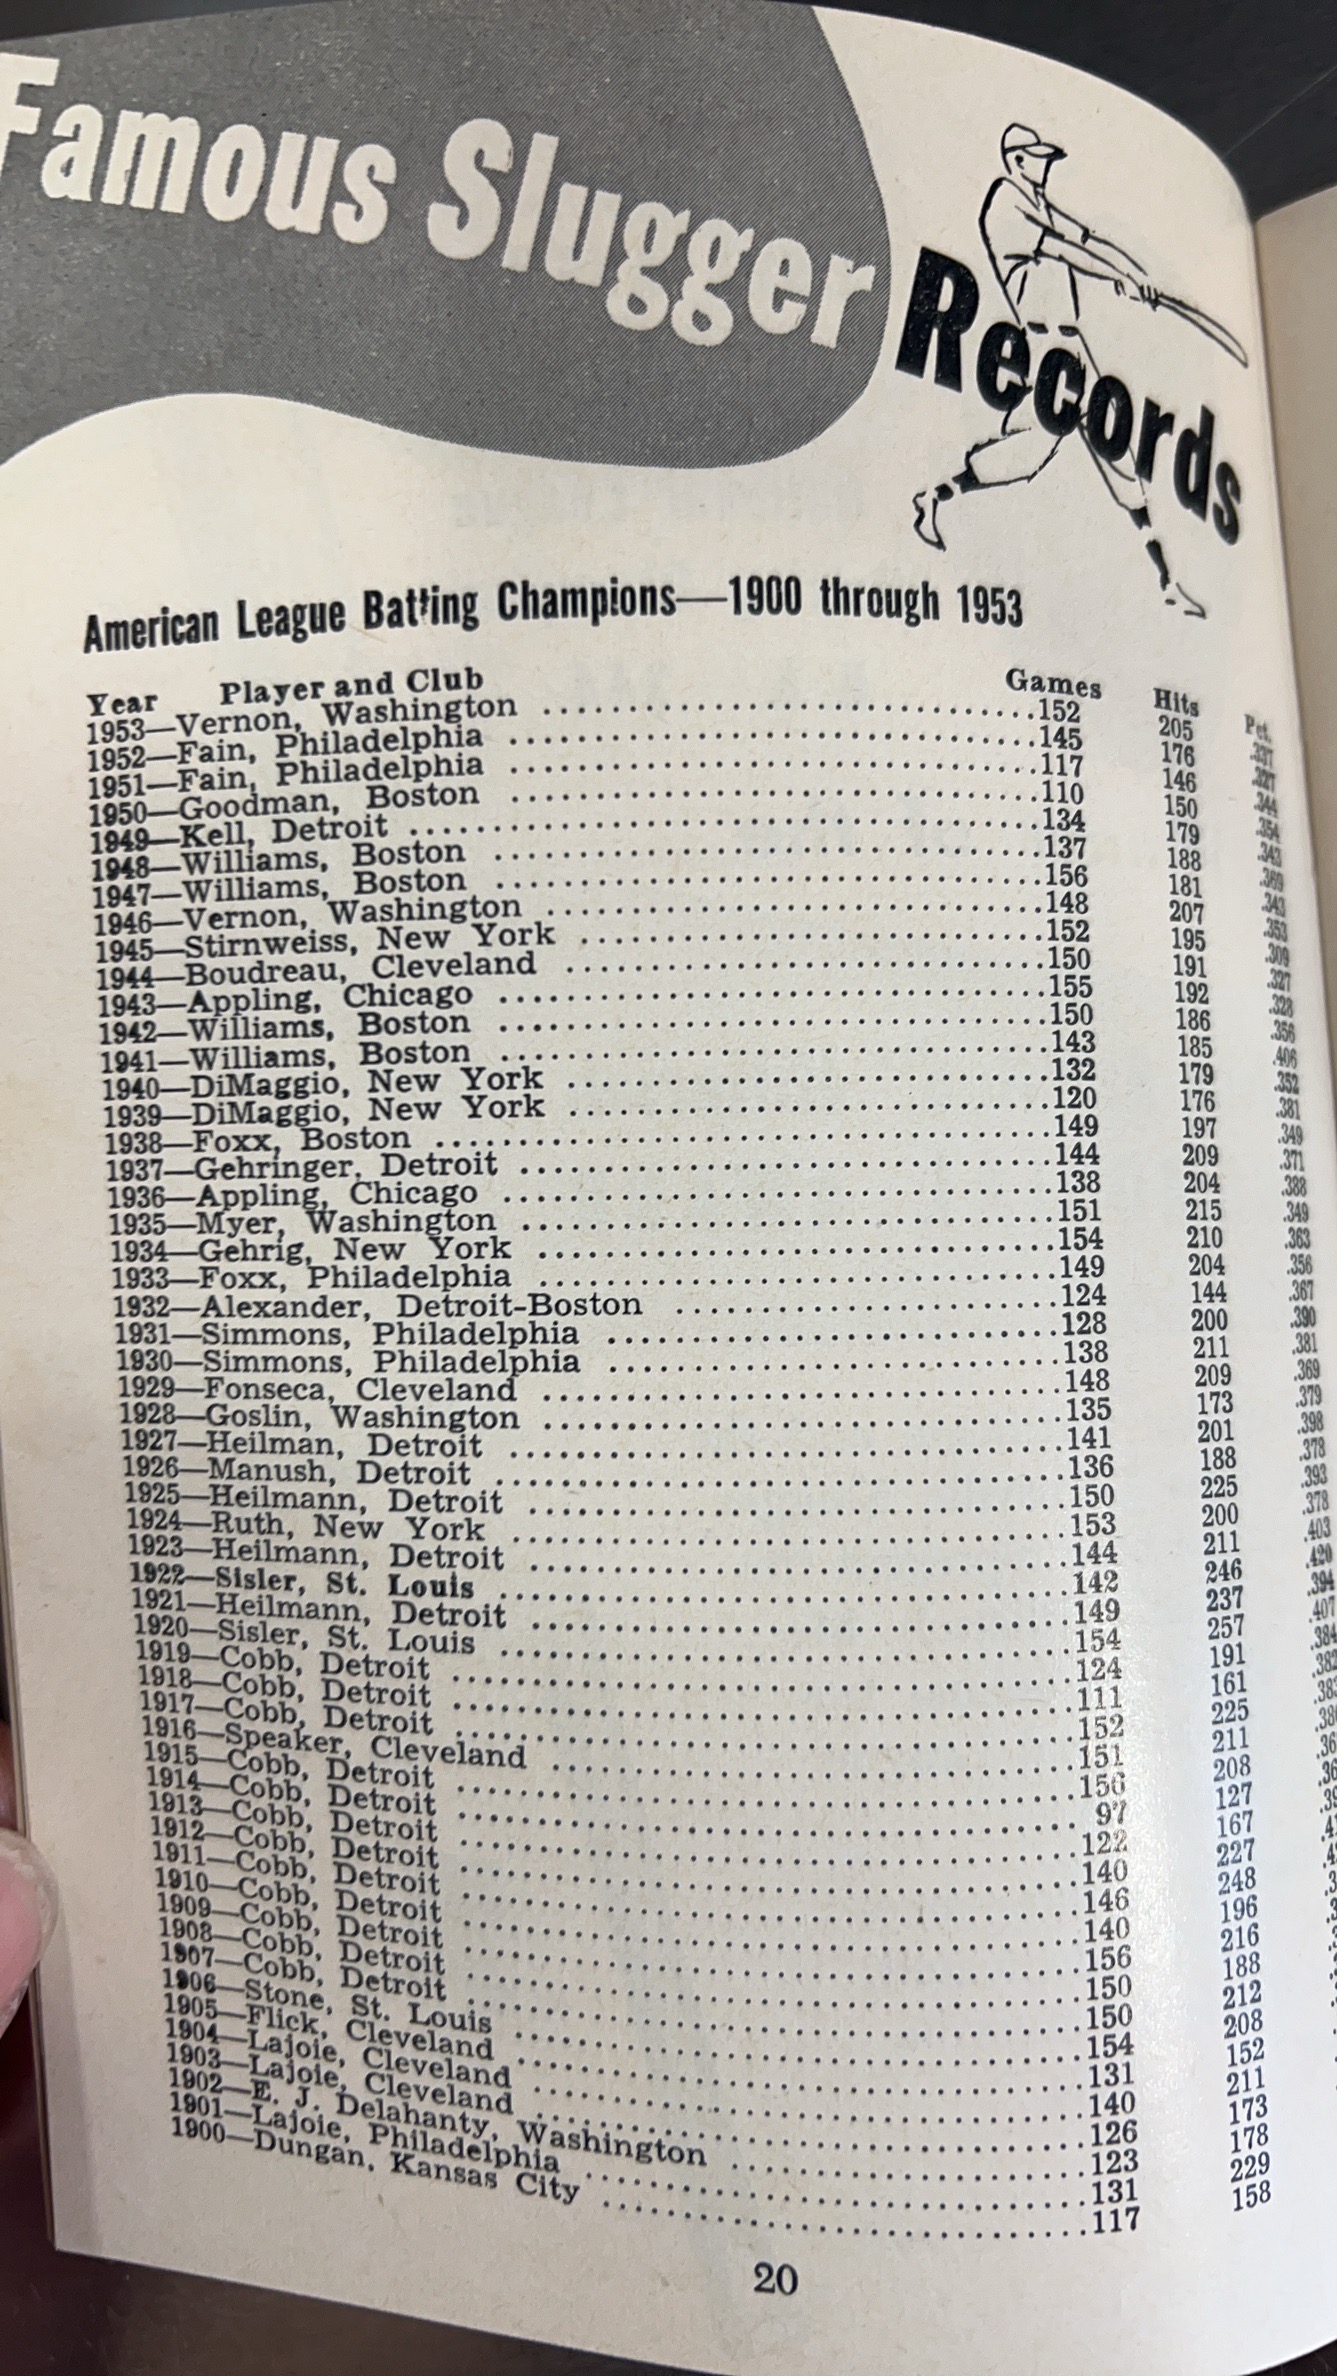 Famous Slugger
Records
American League Batting Champions—1900 through 1953
Year Player and Club Games Hits Pct.
1953—Vernon, Washington ........ 152 205 .337
1952—Fain, Philadelphia ........ 145 176 .327
1951—Fain, Philadelphia ........ 117 146 .344
1950—Goodman, Boston ........ 110 150 .354
1949—Kell, Detroit ........ 134 179 .343
1948—Williams, Boston ........ 137 188 .369
1947—Williams, Boston ........ 156 181 .343
1946—Vernon, Washington ........ 148 207 .353
1945—Stirnweiss, New York ........ 152 195 .309
1944—Boudreau, Cleveland ........ 150 191 .327
1943—Appling, Chicago ........ 155 192 .328
1942—Williams, Boston ........ 150 186 .356
1941—Williams, Boston ........ 143 185 .406
1940—DiMaggio, New York ........ 132 179 .352
1939—DiMaggio, New York ........ 120 176 .381
1938—Foxx, Boston ........ 149 197 .349
1937—Gehringer, Detroit ........ 144 209 .371
1936—Appling, Chicago ........ 138 204 .388
1935—Myer, Washington ........ 151 215 .349
1934—Gehrig, New York ........ 154 210 .363
1933—Foxx, Philadelphia ........ 149 204 .356
1932—Alexander, Detroit-Boston ........ 124 144 .367
1931—Simmons, Philadelphia ........ 128 200 .390
1930—Simmons, Philadelphia ........ 138 211 .381
1929—Fonseca, Cleveland ........ 148 209 .369
1928—Goslin, Washington ........ 135 173 .379
1927—Heilman, Detroit ........ 141 201 .398
1926—Manush, Detroit ........ 136 188 .378
1925—Heilmann, Detroit ........ 150 225 .393
1924—Ruth, New York ........ 153 200 .378
1923—Heilmann, Detroit ........ 144 211 .403
1922—Sisler, St. Louis ........ 142 246 .420
1921—Heilmann, Detroit ........ 149 237 .394
1920—Sisler, St. Louis ........ 154 257 .407
1919—Cobb, Detroit ........ 124 191 .384
1918—Cobb, Detroit ........ 111 161 .382
1917—Cobb, Detroit ........ 152 225 .383
1916—Speaker, Cleveland ........ 151 211
1915—Cobb, Detroit ........ 156 208
1914—Cobb, Detroit ........ 97 127
1913—Cobb, Detroit ........ 122 167
1912—Cobb, Detroit ........ 140 227
1911—Cobb, Detroit ........ 146 248
1910—Cobb, Detroit ........ 140 196
1909—Cobb, Detroit ........ 156 216
1908—Cobb, Detroit ........ 150 188
1907—Cobb, Detroit ........ 150 212
1906—Stone, St. Louis ........ 154 208
1905—Flick, Cleveland ........ 131 152
1904—Lajoie, Cleveland ........ 140 211
1903—Lajoie, Cleveland ........ 126 173
1902—E. J. Delahanty, Washington ........ 123 178
1901—Lajoie, Philadelphia ........ 131 229
1900—Dungan, Kansas City ........ 117 158
20